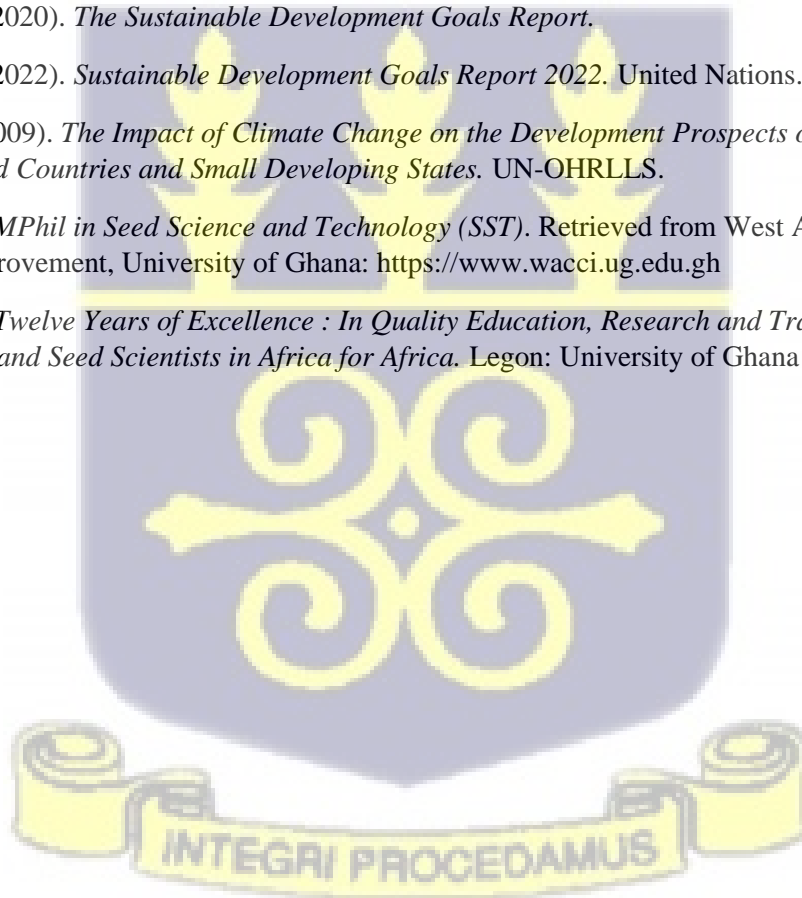 2020). The Sustainable Development Goals Report.
2022). Sustainable Development Goals Report 2022. United Nations.
009). The Impact of Climate Change on the Development Prospects o
d Countries and Small Developing States. UN-OHRLLS.
MPhil in Seed Science and Technology (SST). Retrieved from West A
rovement, University of Ghana: https://www.wacci.ug.edu.gh
Twelve Years of Excellence : In Quality Education, Research and Tra
and Seed Scientists in Africa for Africa. Legon: University of Ghana
INTEGRI PROCEDAMUS